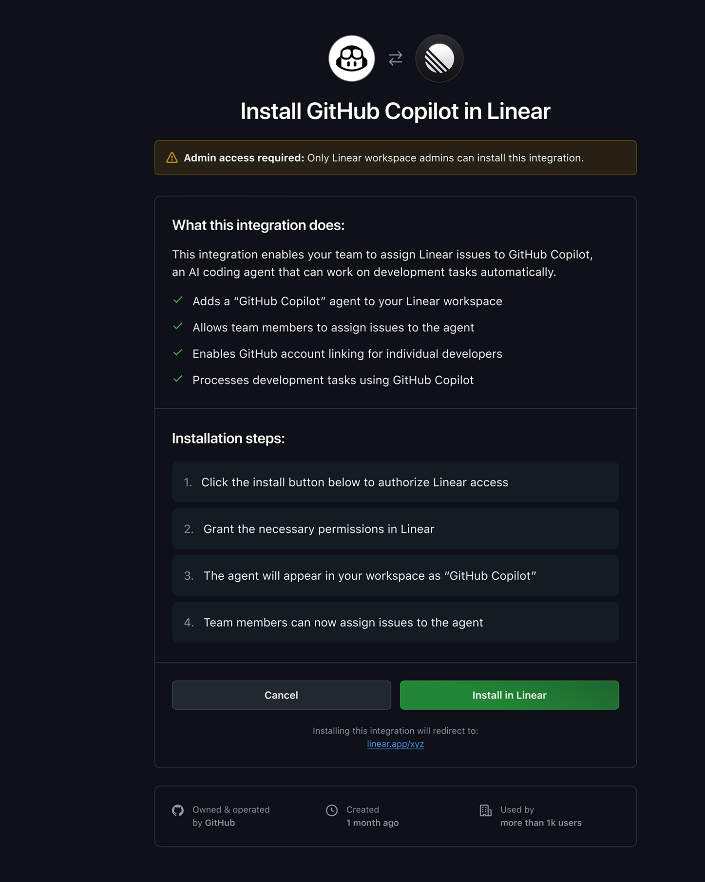 Install GitHub Copilot in Linear
Admin access required: Only Linear workspace admins can install this integration.
What this integration does:
This integration enables your team to assign Linear issues to GitHub Copilot,
an AI coding agent that can work on development tasks automatically.
Adds a “GitHub Copilot” agent to your Linear workspace
Allows team members to assign issues to the agent
Enables GitHub account linking for individual developers
Processes development tasks using GitHub Copilot
Installation steps:
1. Click the install button below to authorize Linear access
2. Grant the necessary permissions in Linear
3. The agent will appear in your workspace as “GitHub Copilot”
4. Team members can now assign issues to the agent
Cancel
Install in Linear
Installing this integration will redirect to:
linear.app/xyz
Owned & operated
by GitHub
Created
1 month ago
Used by
more than 1k users